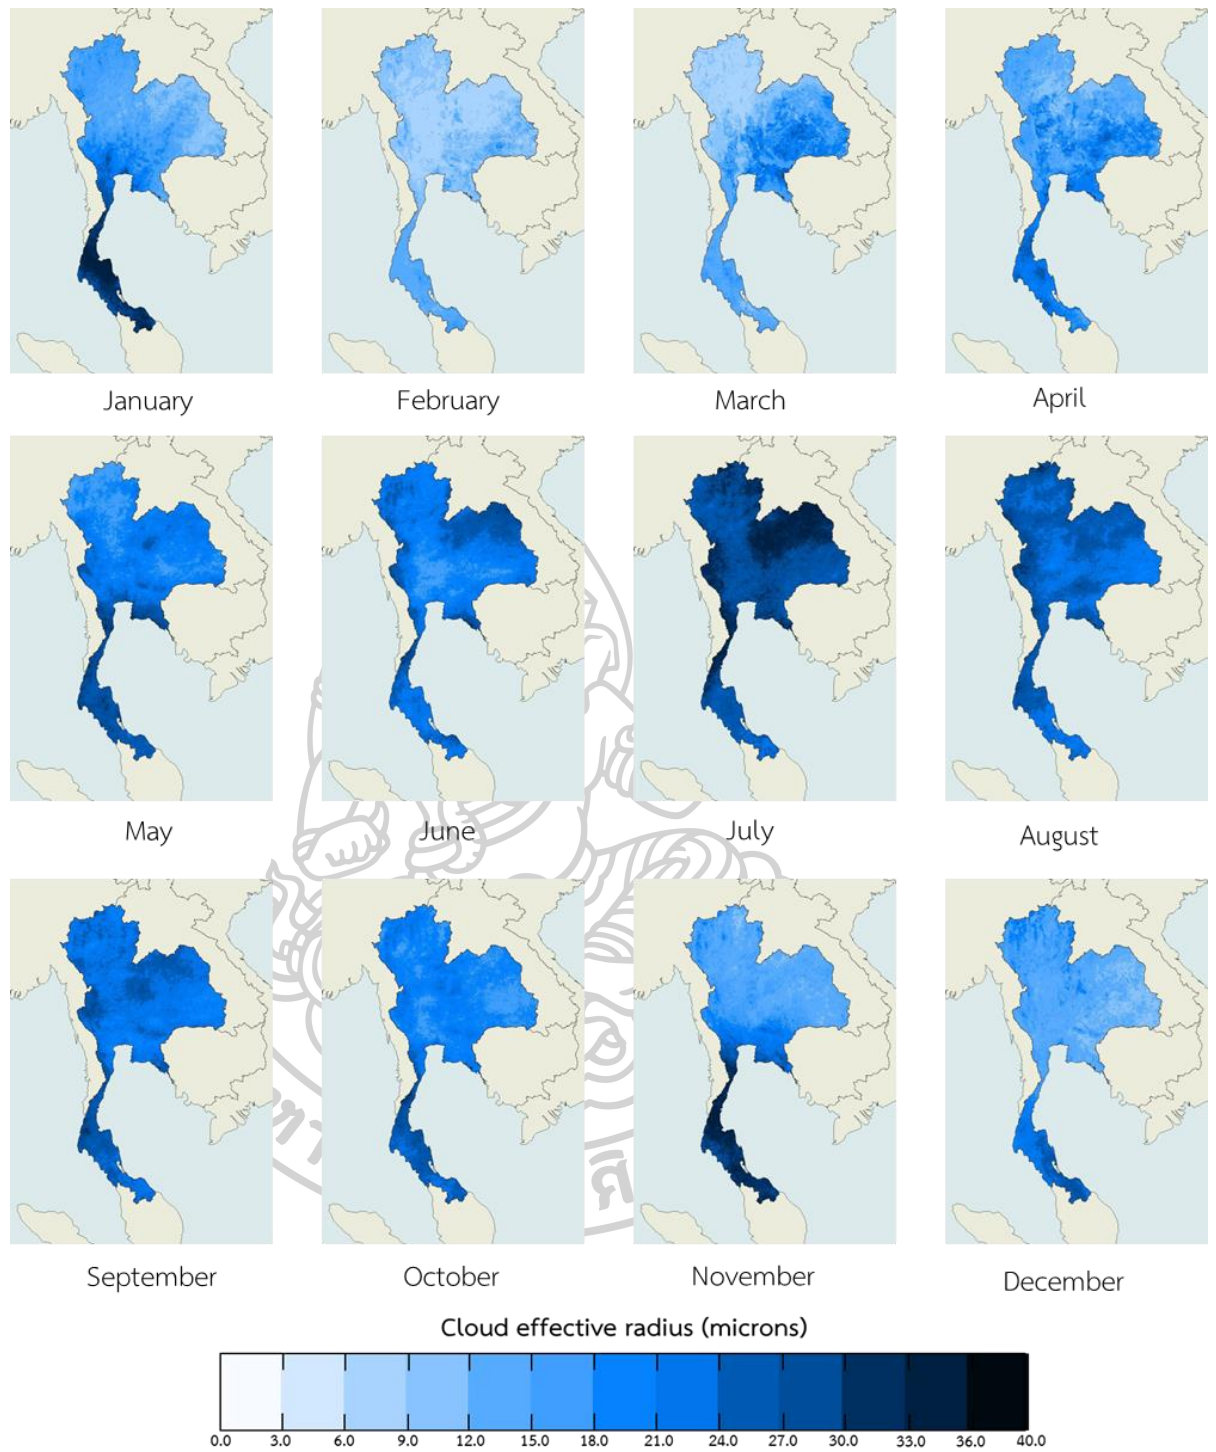 January
February
March
April
May
June
July
August
September
October
November
December
Cloud effective radius (microns)
0.0 3.0 6.0 9.0 12.0 15.0 18.0 21.0 24.0 27.0 30.0 33.0 36.0 40.0